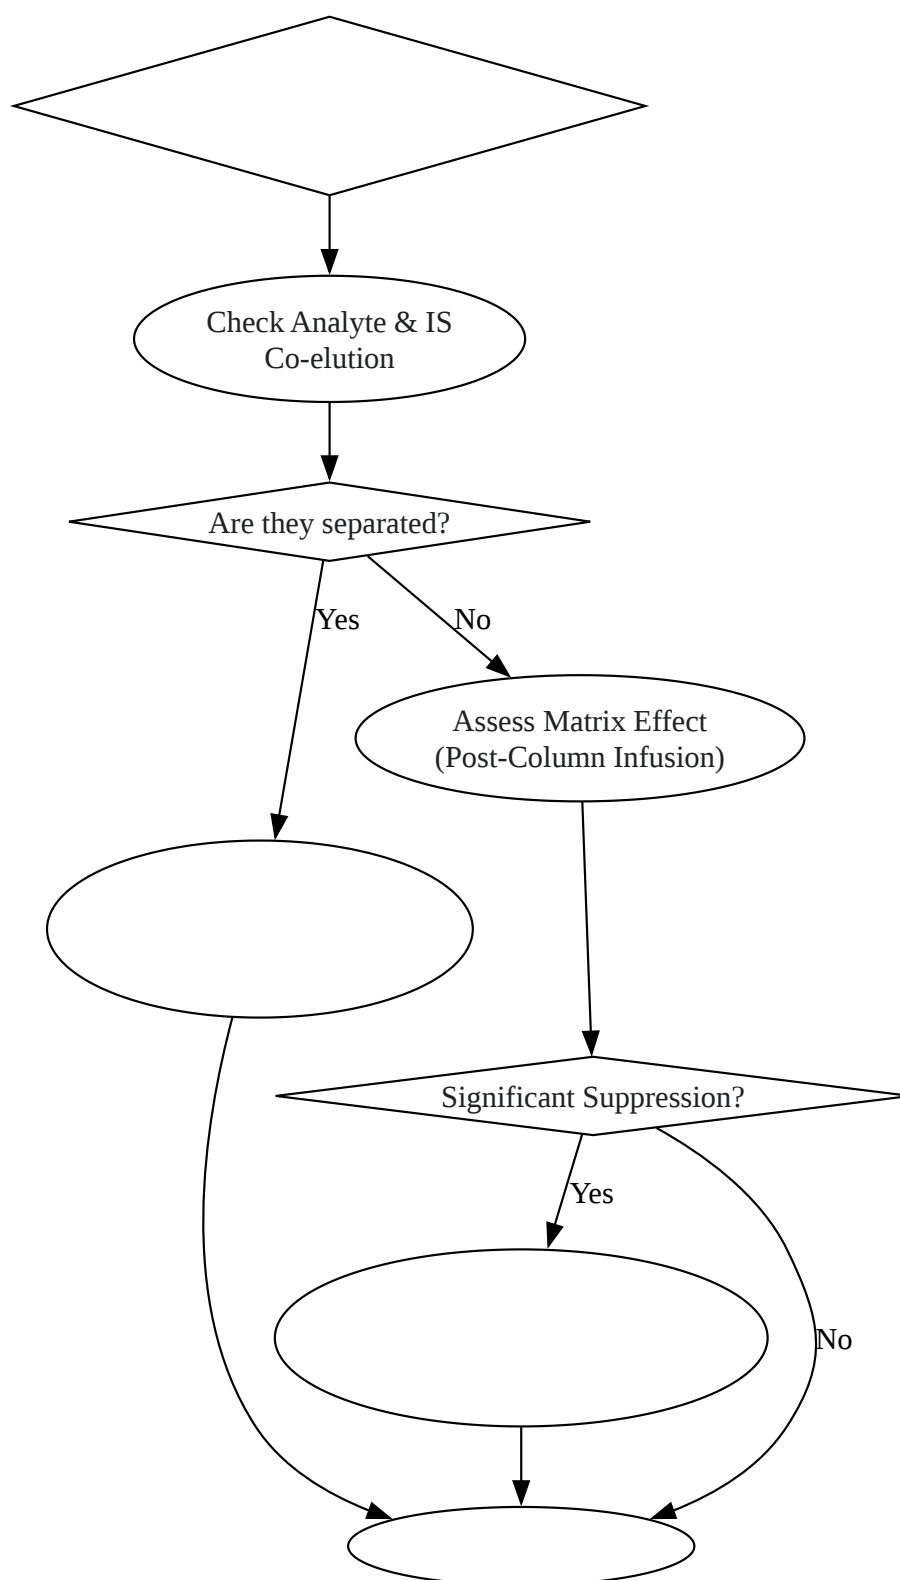 Check Analyte & IS
Co-elution
Are they separated?
Yes
No
Assess Matrix Effect
(Post-Column Infusion)
Significant Suppression?
Yes
No